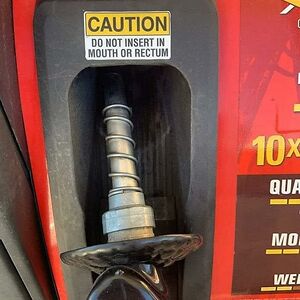 CAUTION
DO NOT INSERT IN
MOUTH OR RECTUM
10x
QUA
MO
WE